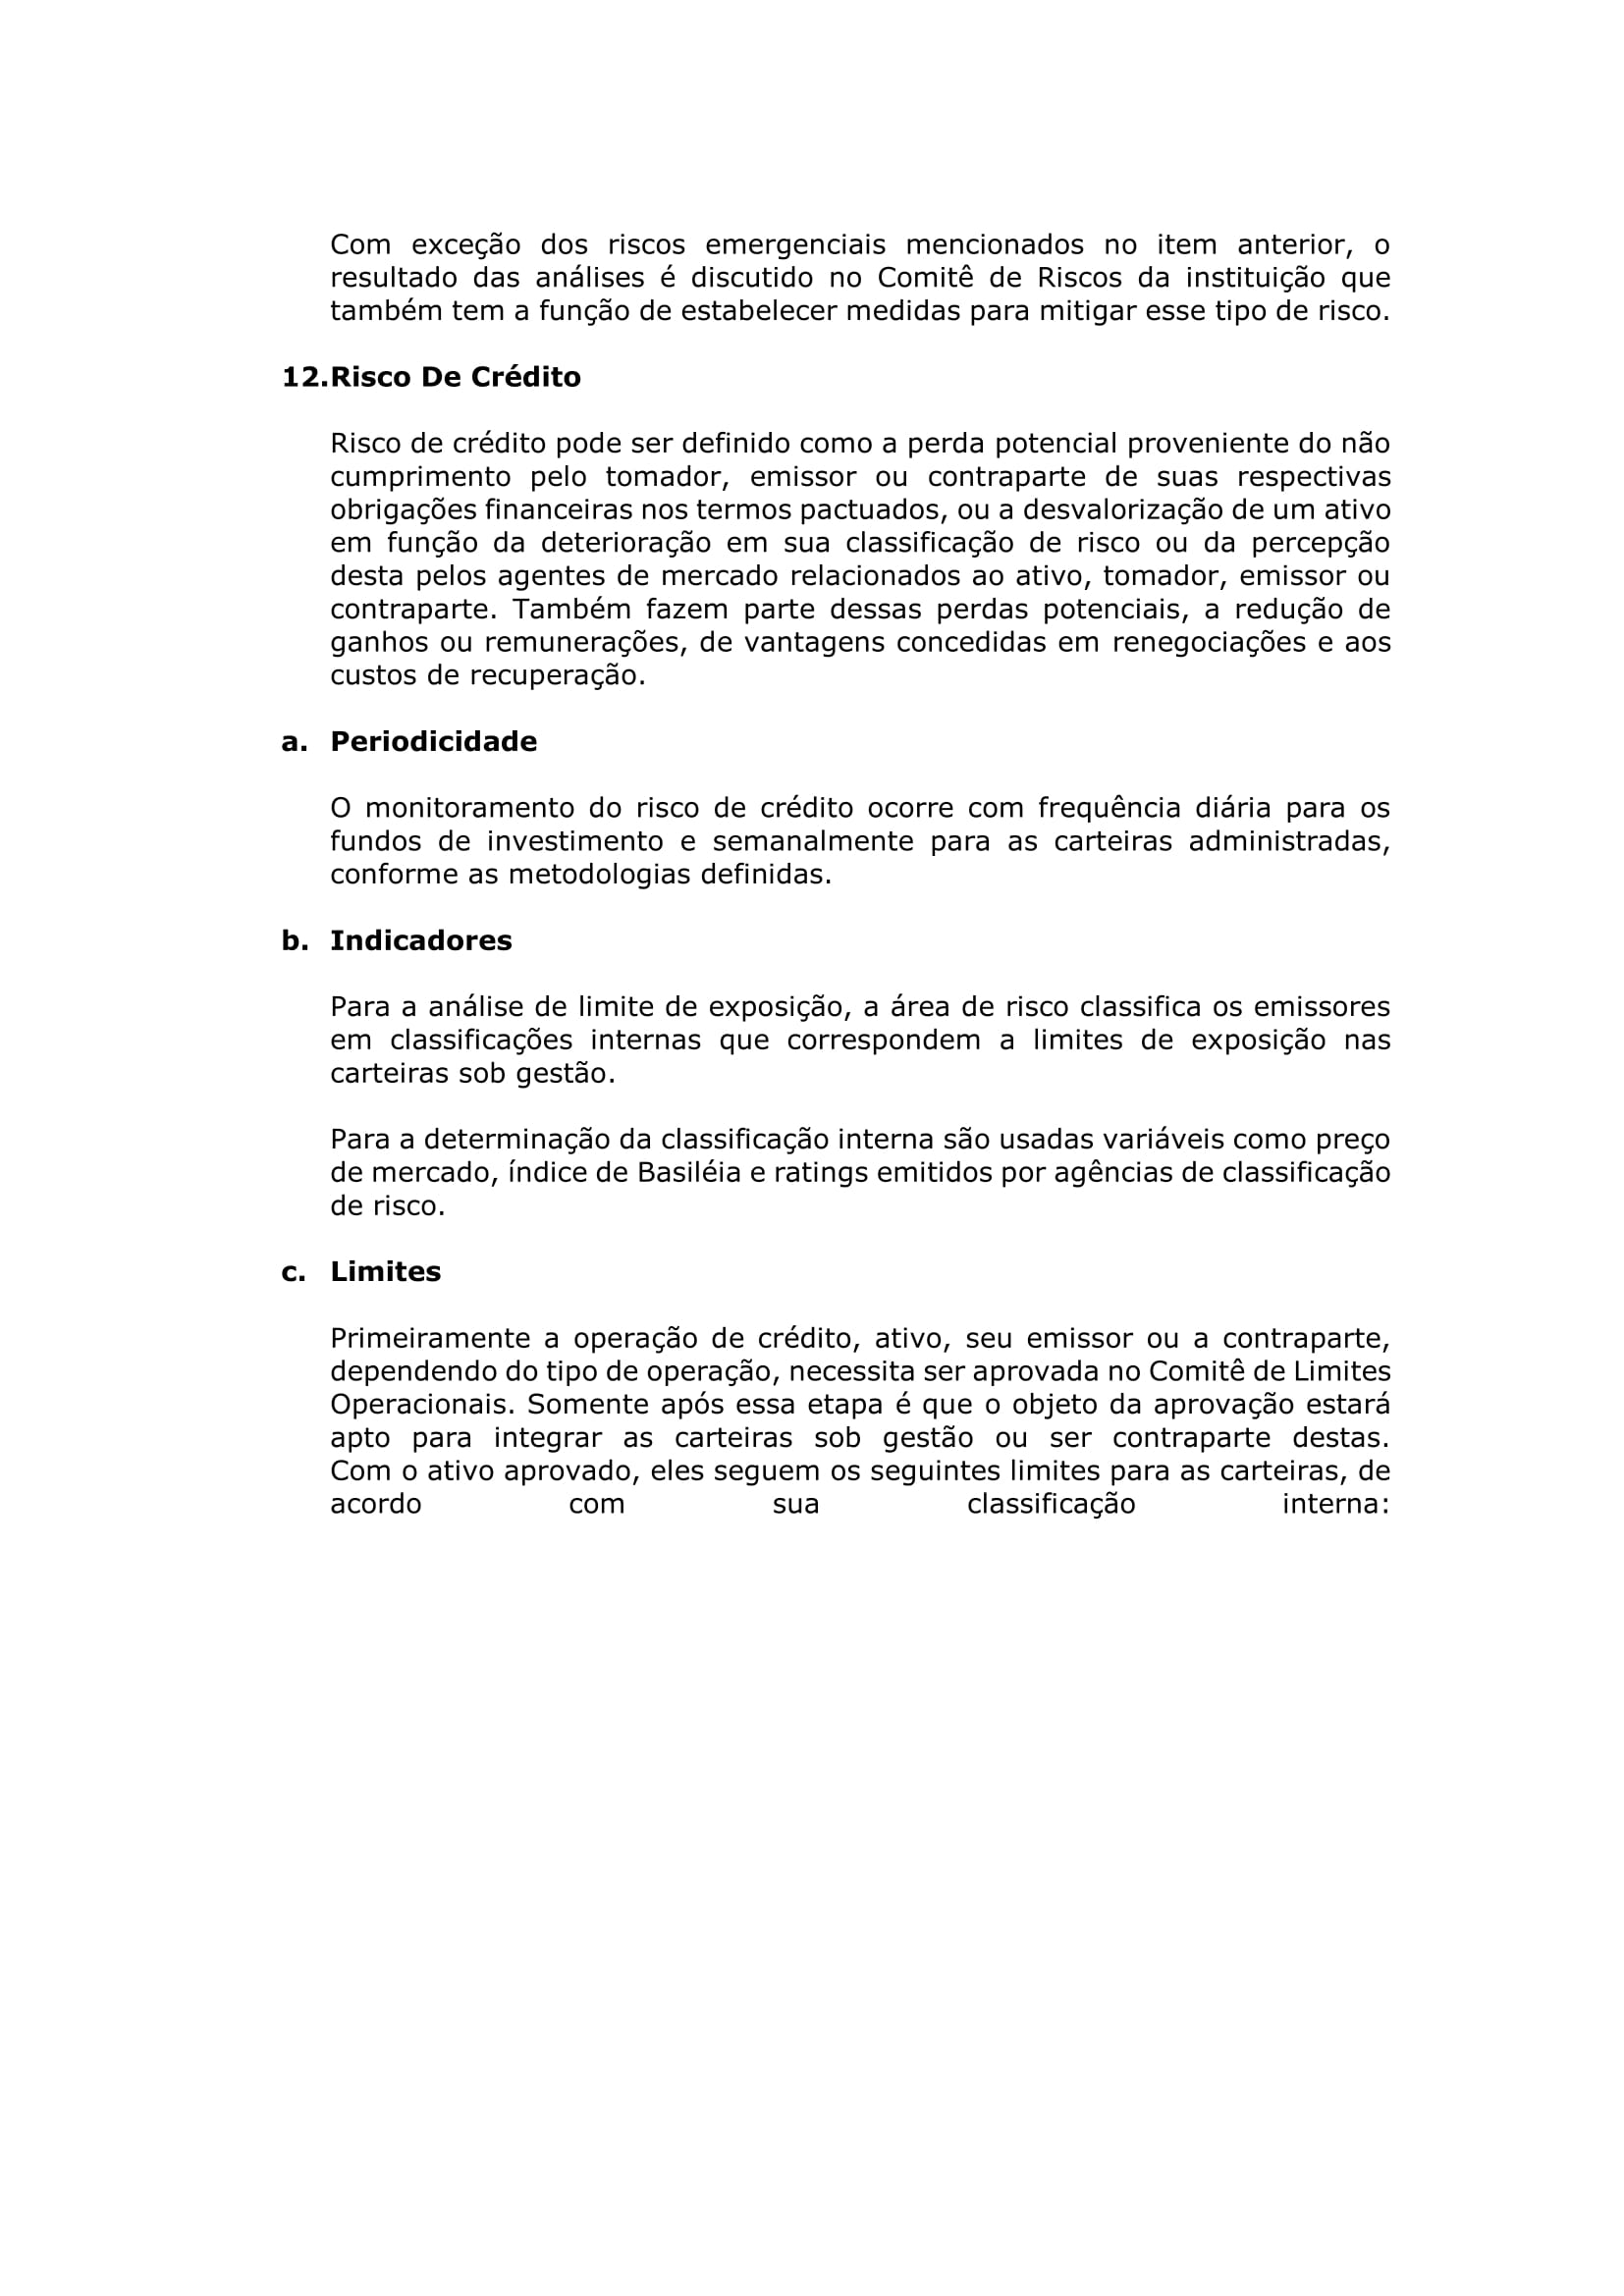 Com exceção dos riscos emergenciais mencionados no item anterior, o
resultado das análises é discutido no Comitê de Riscos da instituição que
também tem a função de estabelecer medidas para mitigar esse tipo de risco.
12.Risco De Crédito
Risco de crédito pode ser definido como a perda potencial proveniente do não
cumprimento pelo tomador, emissor ou contraparte de suas respectivas
obrigações financeiras nos termos pactuados, ou a desvalorização de um ativo
em função da deterioração em sua classificação de risco ou da percepção
desta pelos agentes de mercado relacionados ao ativo, tomador, emissor ou
contraparte. Também fazem parte dessas perdas potenciais, a redução de
ganhos ou remunerações, de vantagens concedidas em renegociações e aos
custos de recuperação.
a. Periodicidade
O monitoramento do risco de crédito ocorre com frequência diária para os
fundos de investimento e semanalmente para as carteiras administradas,
conforme as metodologias definidas.
b. Indicadores
Para a análise de limite de exposição, a área de risco classifica os emissores
em classificações internas que correspondem a limites de exposição nas
carteiras sob gestão.
Para a determinação da classificação interna são usadas variáveis como preço
de mercado, índice de Basiléia e ratings emitidos por agências de classificação
de risco.
c. Limites
Primeiramente a operação de crédito, ativo, seu emissor ou a contraparte,
dependendo do tipo de operação, necessita ser aprovada no Comitê de Limites
Operacionais. Somente após essa etapa é que o objeto da aprovação estará
apto para integrar as carteiras sob gestão ou ser contraparte destas.
Com o ativo aprovado, eles seguem os seguintes limites para as carteiras, de
acordo com sua classificação interna: